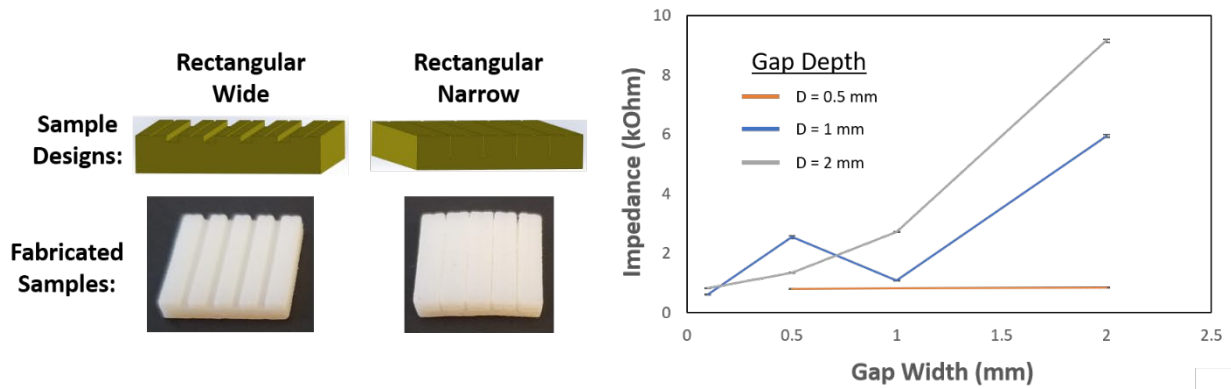 Rectangular
Wide
Rectangular
Narrow
Sample
Designs:
Fabricated
Samples:
Impedance (kOhm)
10
8
6
4
2
0
Gap Depth
D = 0.5 mm
D = 1 mm
D = 2 mm
0
0.5
1
1.5
2
2.5
Gap Width (mm)